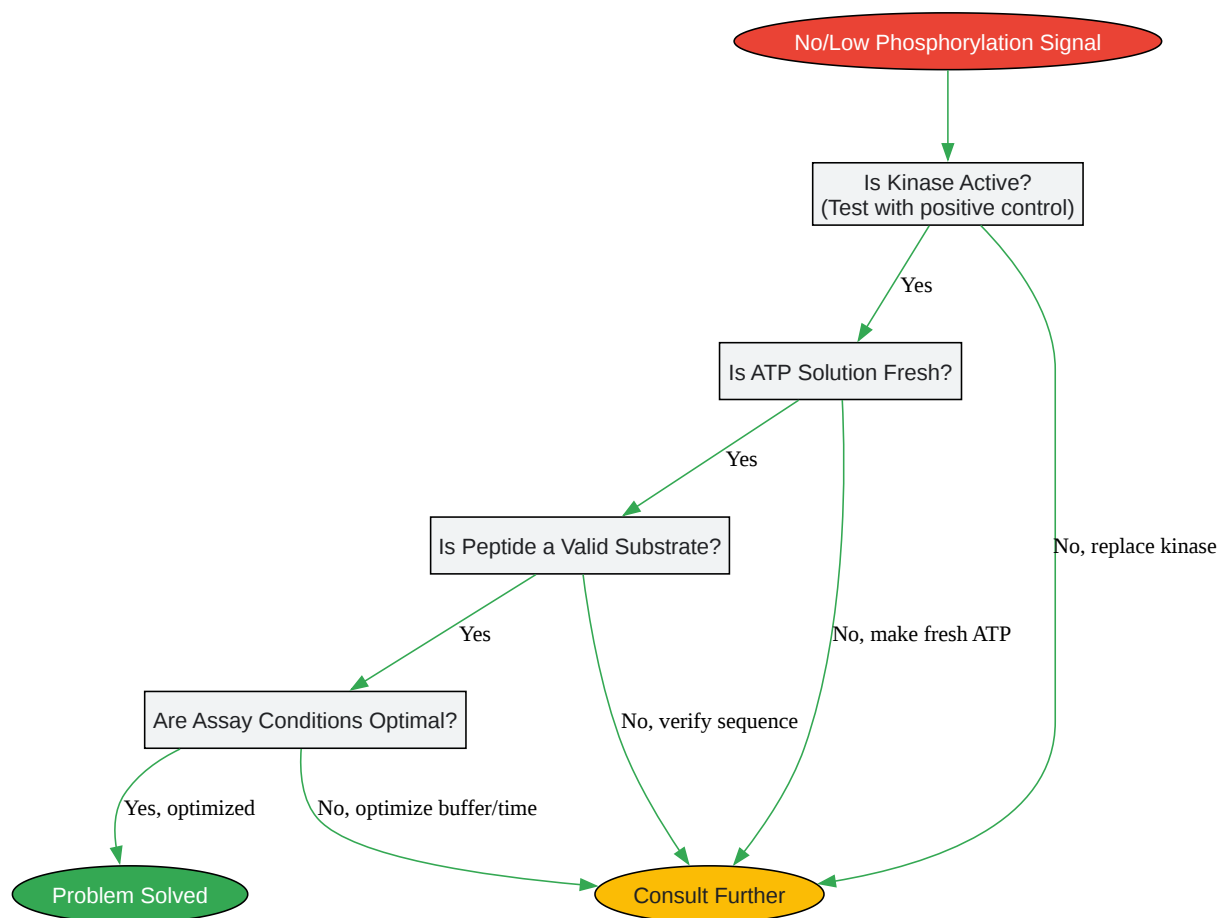 No/Low Phosphorylation Signal
Is Kinase Active?
(Test with positive control)
Yes
Is ATP Solution Fresh?
Yes
Is Peptide a Valid Substrate?
No, replace kinase
Yes
No, make fresh ATP
Are Assay Conditions Optimal?
No, verify sequence
Yes, optimized
No, optimize buffer/time
Problem Solved
Consult Further